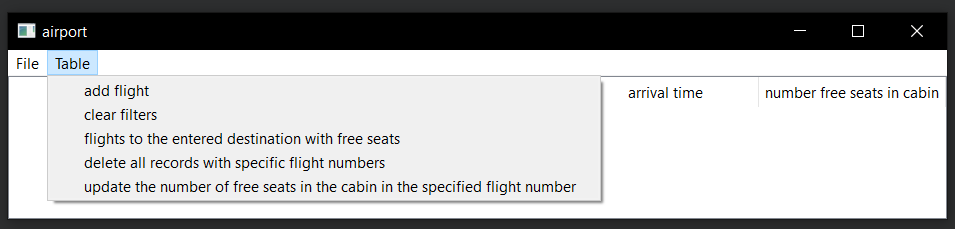 airport
File Table
add flight
clear filters
flights to the entered destination with free seats
delete all records with specific flight numbers
update the number of free seats in the cabin in the specified flight number
arrival time number free seats in cabin